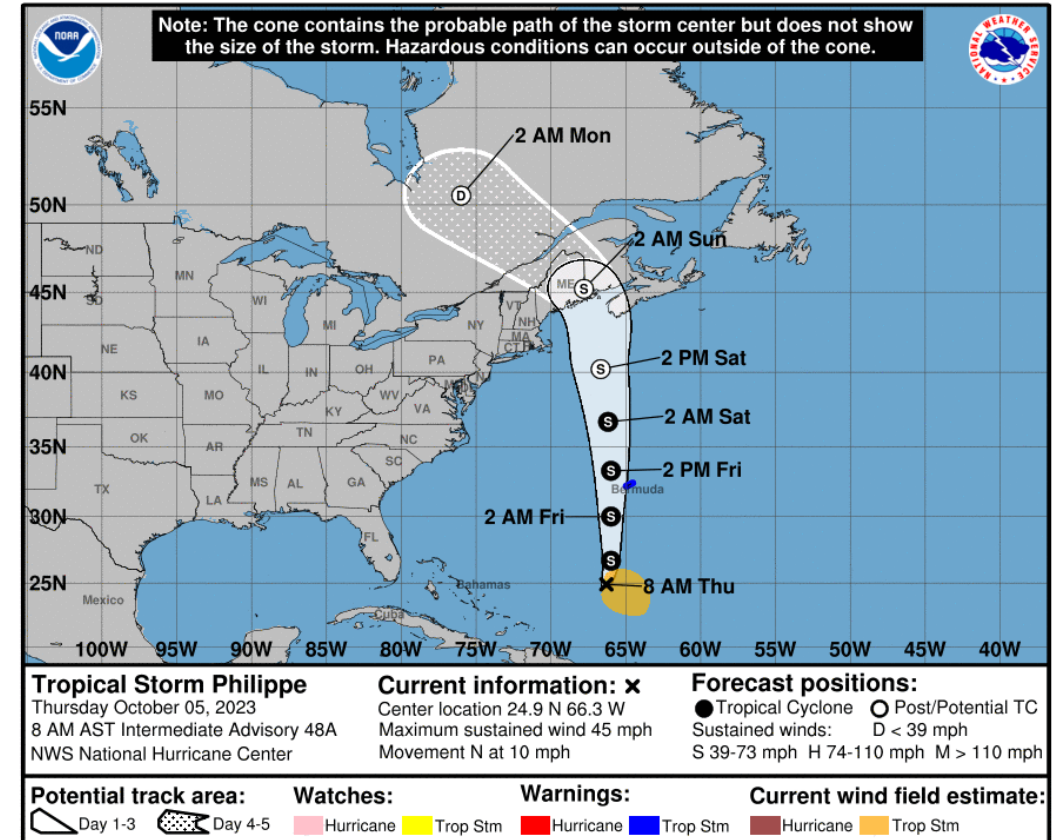 Note: The cone contains the probable path of the storm center but does not show
the size of the storm. Hazardous conditions can occur outside of the cone.
NOAA
NATIONAL WEATHER SERVICE
55N
2 AM Mon
D
50N
2 AM Sun
ND
MN
ME
S
45N
SD
WI
VT
MI
NY
NH
MA
CT
IA
NE
PA
2 PM Sat
S
40N
IL
IN
OH
KS
MO
WV
VA
KY
2 AM Sat
S
OK
TN
NC
35N
AR
SC
2 PM Fri
S
TX
MS
AL
GA
Bermuda
LA
30N
2 AM Fri
S
FL
S
25N
8 AM Thu
Bahamas
Mexico
Cuba
100W 95W 90W 85W 80W 75W 70W 65W 60W 55W 50W 45W 40W
Tropical Storm Philippe
Thursday October 05, 2023
8 AM AST Intermediate Advisory 48A
NWS National Hurricane Center
Current information: ×
Center location 24.9 N 66.3 W
Maximum sustained wind 45 mph
Movement N at 10 mph
Forecast positions:
Tropical Cyclone Post/Potential TC
Sustained winds: D < 39 mph
S 39-73 mph H 74-110 mph M > 110 mph
Potential track area:
Day 1-3 Day 4-5
Watches:
Hurricane Trop Stm
Warnings:
Hurricane Trop Stm
Current wind field estimate:
Hurricane Trop Stm